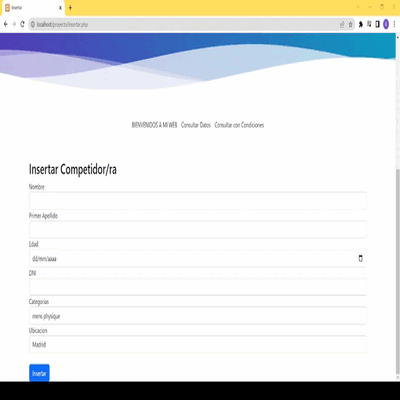 Insertar
localhost/proyecto/insertar.php
BIENVENIDOS A MI WEB Consultar Datos Consultar con Condiciones
Insertar Competidor/ra
Nombre
Primer Apellido
Edad
dd/mm/aaaa
DNI
Categorias
mens physique
Ubicacion
Madrid
Insertar